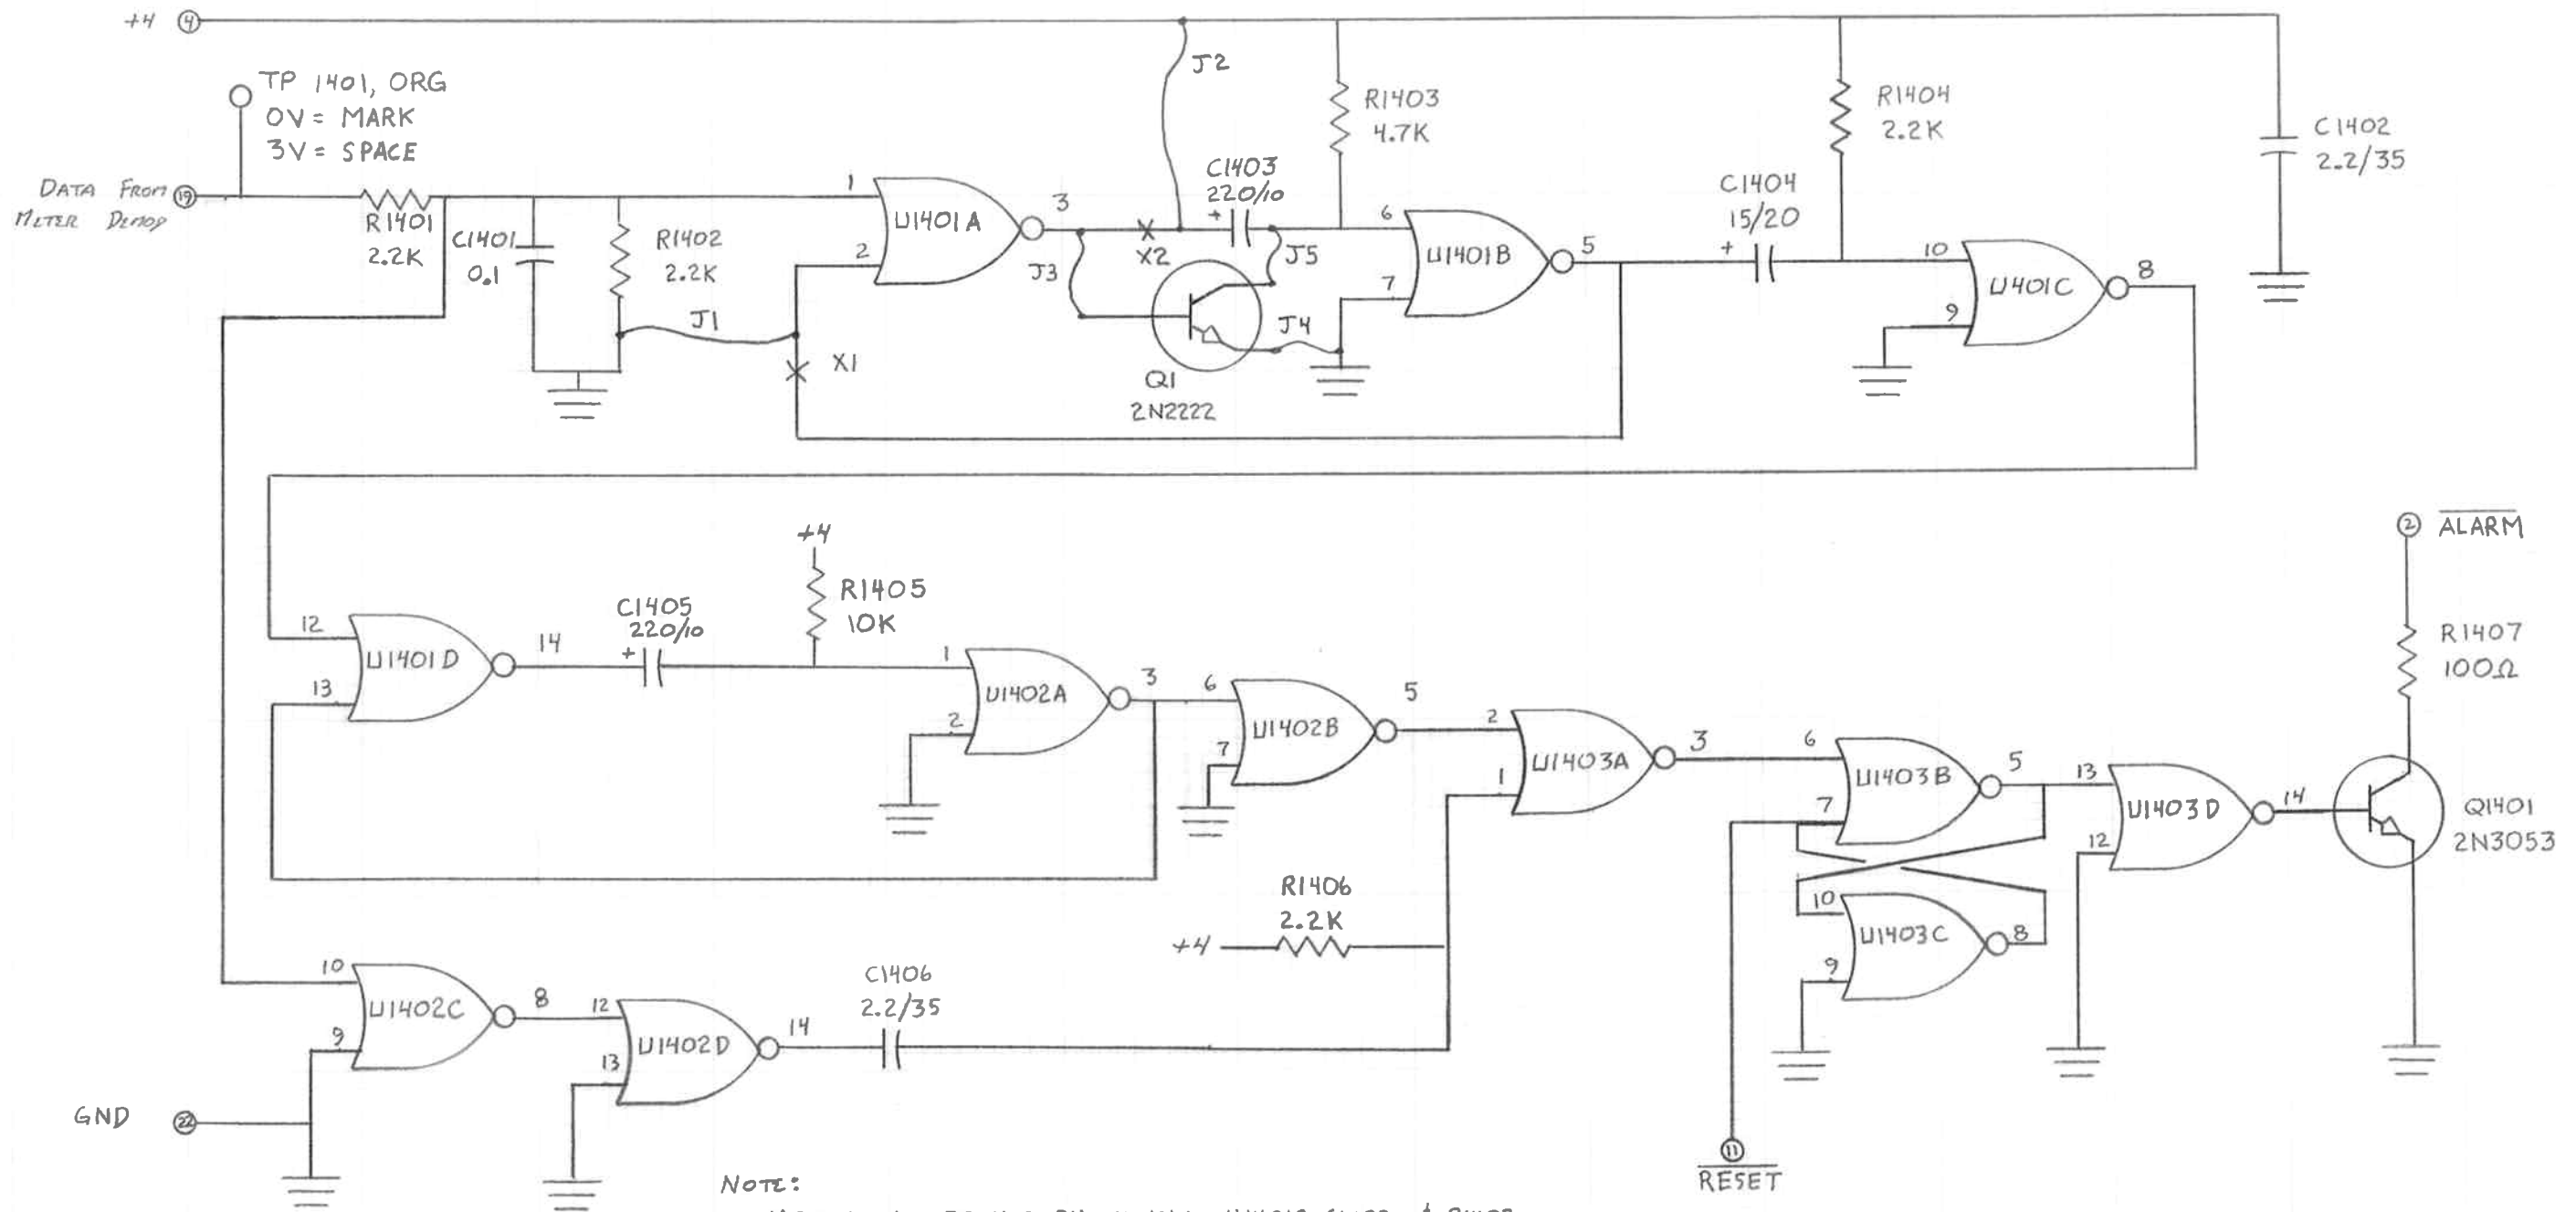 +4 ④
TP 1401, ORG
0V = MARK
3V = SPACE
DATA FROM ⑲
METER DEMOD
R1401
2.2K
C1401
0.1
R1402
2.2K
J1
X1
1
2
U1401A
3
J2
J3
X2
C1403
220/10
+
J5
J4
Q1
2N2222
R1403
4.7K
6
7
U1401B
5
C1404
15/20
+
R1404
2.2K
10
9
U1401C
8
C1402
2.2/35
12
13
U1401D
14
C1405
220/10
+
+4
R1405
10K
1
2
U1402A
3
6
7
U1402B
5
2
1
U1403A
3
6
7
U1403B
5
10
9
U1403C
8
13
12
U1403D
14
② ALARM
R1407
100Ω
Q1401
2N3053
R1406
2.2K
+4
10
9
U1402C
8
12
13
U1402D
14
C1406
2.2/35
GND ㉒
⑪
RESET
NOTE: